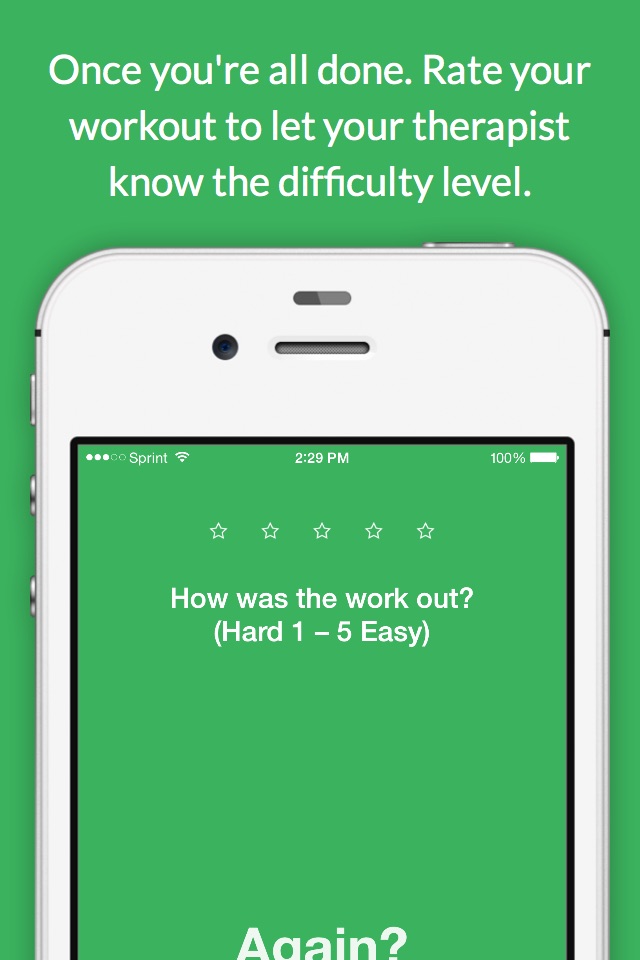 Once you're all done. Rate your
workout to let your therapist
know the difficulty level.
Sprint 2:29 PM 100%
How was the work out?
(Hard 1 – 5 Easy)
Again?